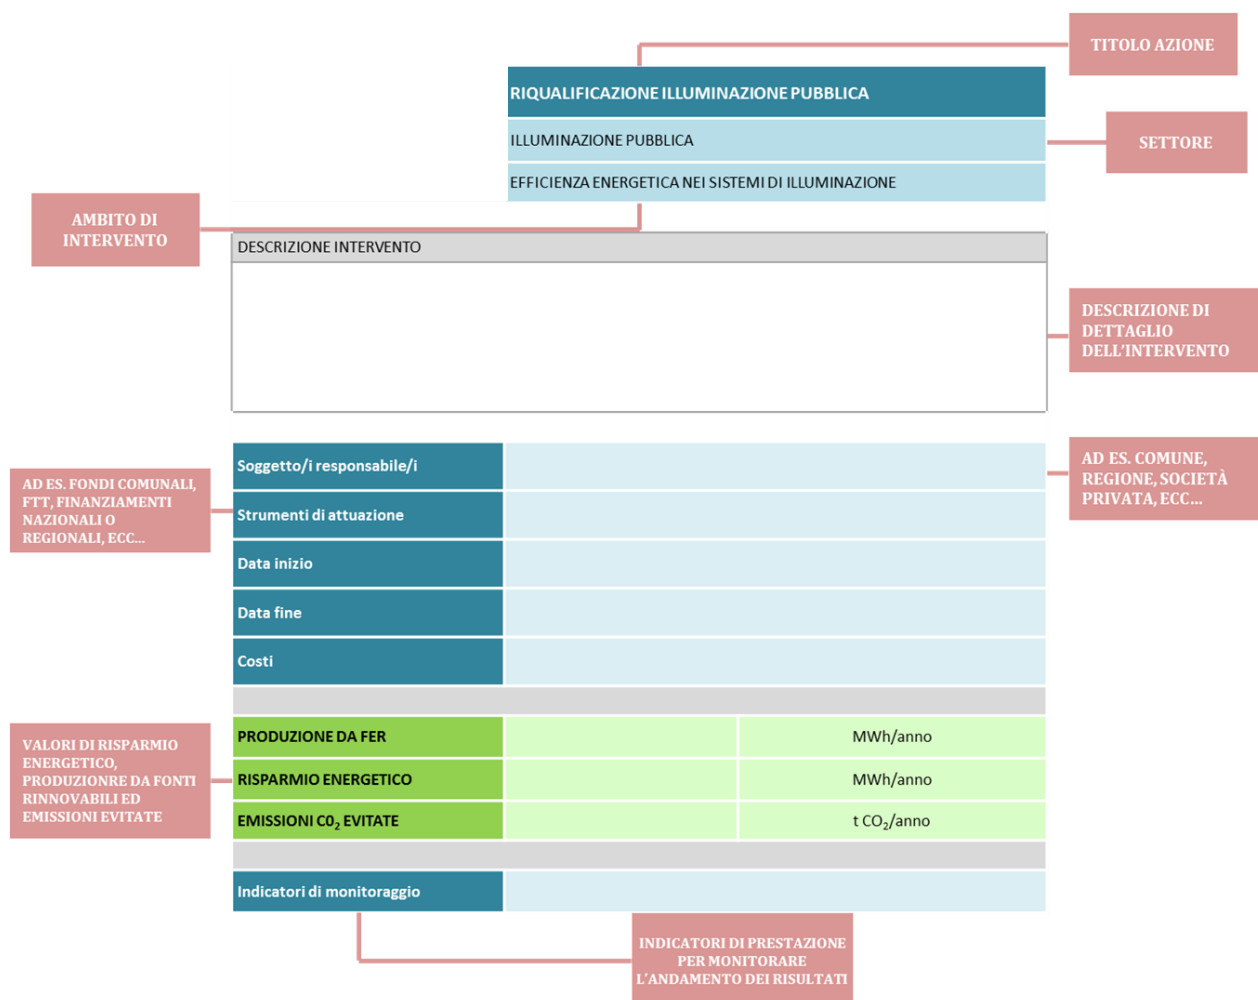 TITOLO AZIONE
RIQUALIFICAZIONE ILLUMINAZIONE PUBBLICA
ILLUMINAZIONE PUBBLICA
SETTORE
EFFICIENZA ENERGETICA NEI SISTEMI DI ILLUMINAZIONE
AMBITO DI
INTERVENTO
DESCRIZIONE INTERVENTO
DESCRIZIONE DI
DETTAGLIO
DELL'INTERVENTO
Soggetto/i responsabile/i
AD ES. COMUNE,
REGIONE, SOCIETÀ
PRIVATA, ECC...
AD ES. FONDI COMUNALI,
FTT, FINANZIAMENTI
NAZIONALI O
REGIONALI, ECC...
Strumenti di attuazione
Data inizio
Data fine
Costi
VALORI DI RISPARMIO
ENERGETICO,
PRODUZIONRE DA FONTI
RINNOVABILI ED
EMISSIONI EVITATE
PRODUZIONE DA FER MWh/anno
RISPARMIO ENERGETICO MWh/anno
EMISSIONI C0₂ EVITATE t CO₂/anno
Indicatori di monitoraggio
INDICATORI DI PRESTAZIONE
PER MONITORARE
L'ANDAMENTO DEI RISULTATI